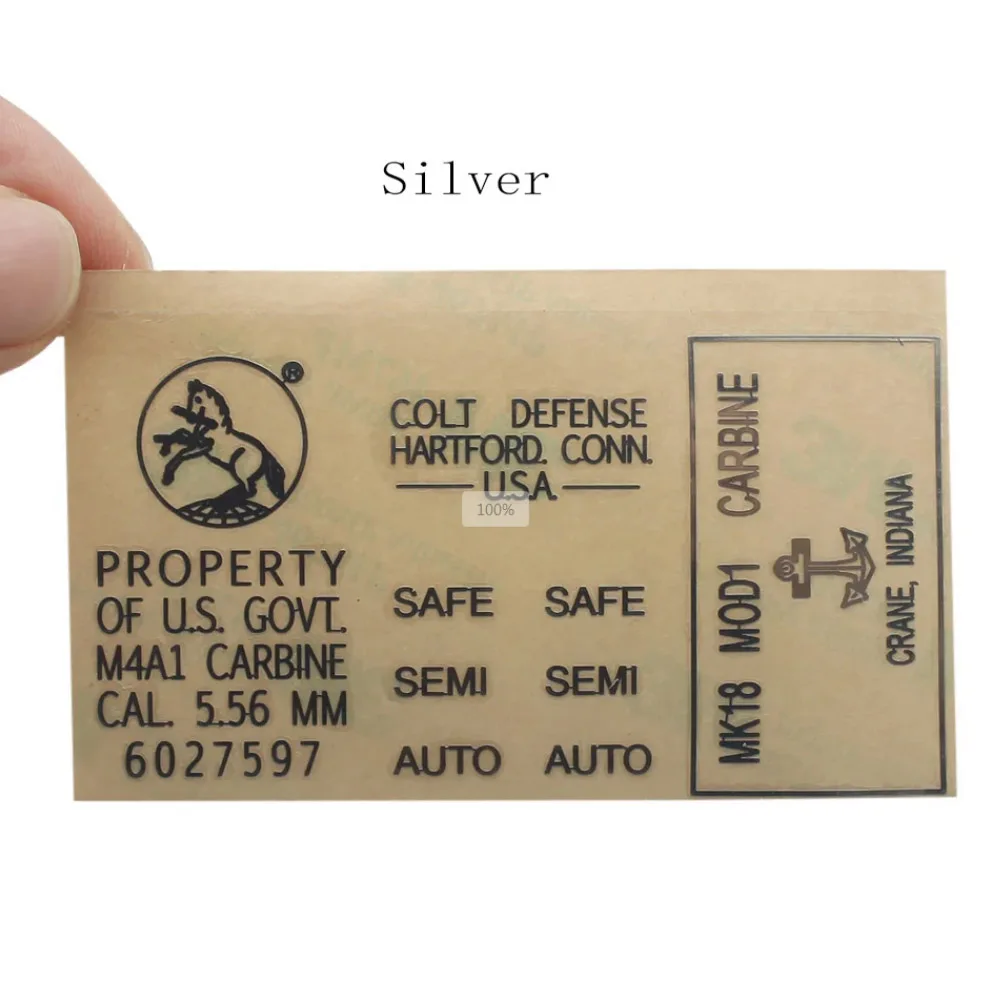 Silver
®
COLT DEFENSE
HARTFORD. CONN.
U.S.A.
100%
PROPERTY
OF U.S. GOVT.
M4A1 CARBINE
CAL. 5.56 MM
6027597
SAFE SAFE
SEMI SEMI
AUTO AUTO
MK18 MOD1 CARBINE
CRANE, INDIANA